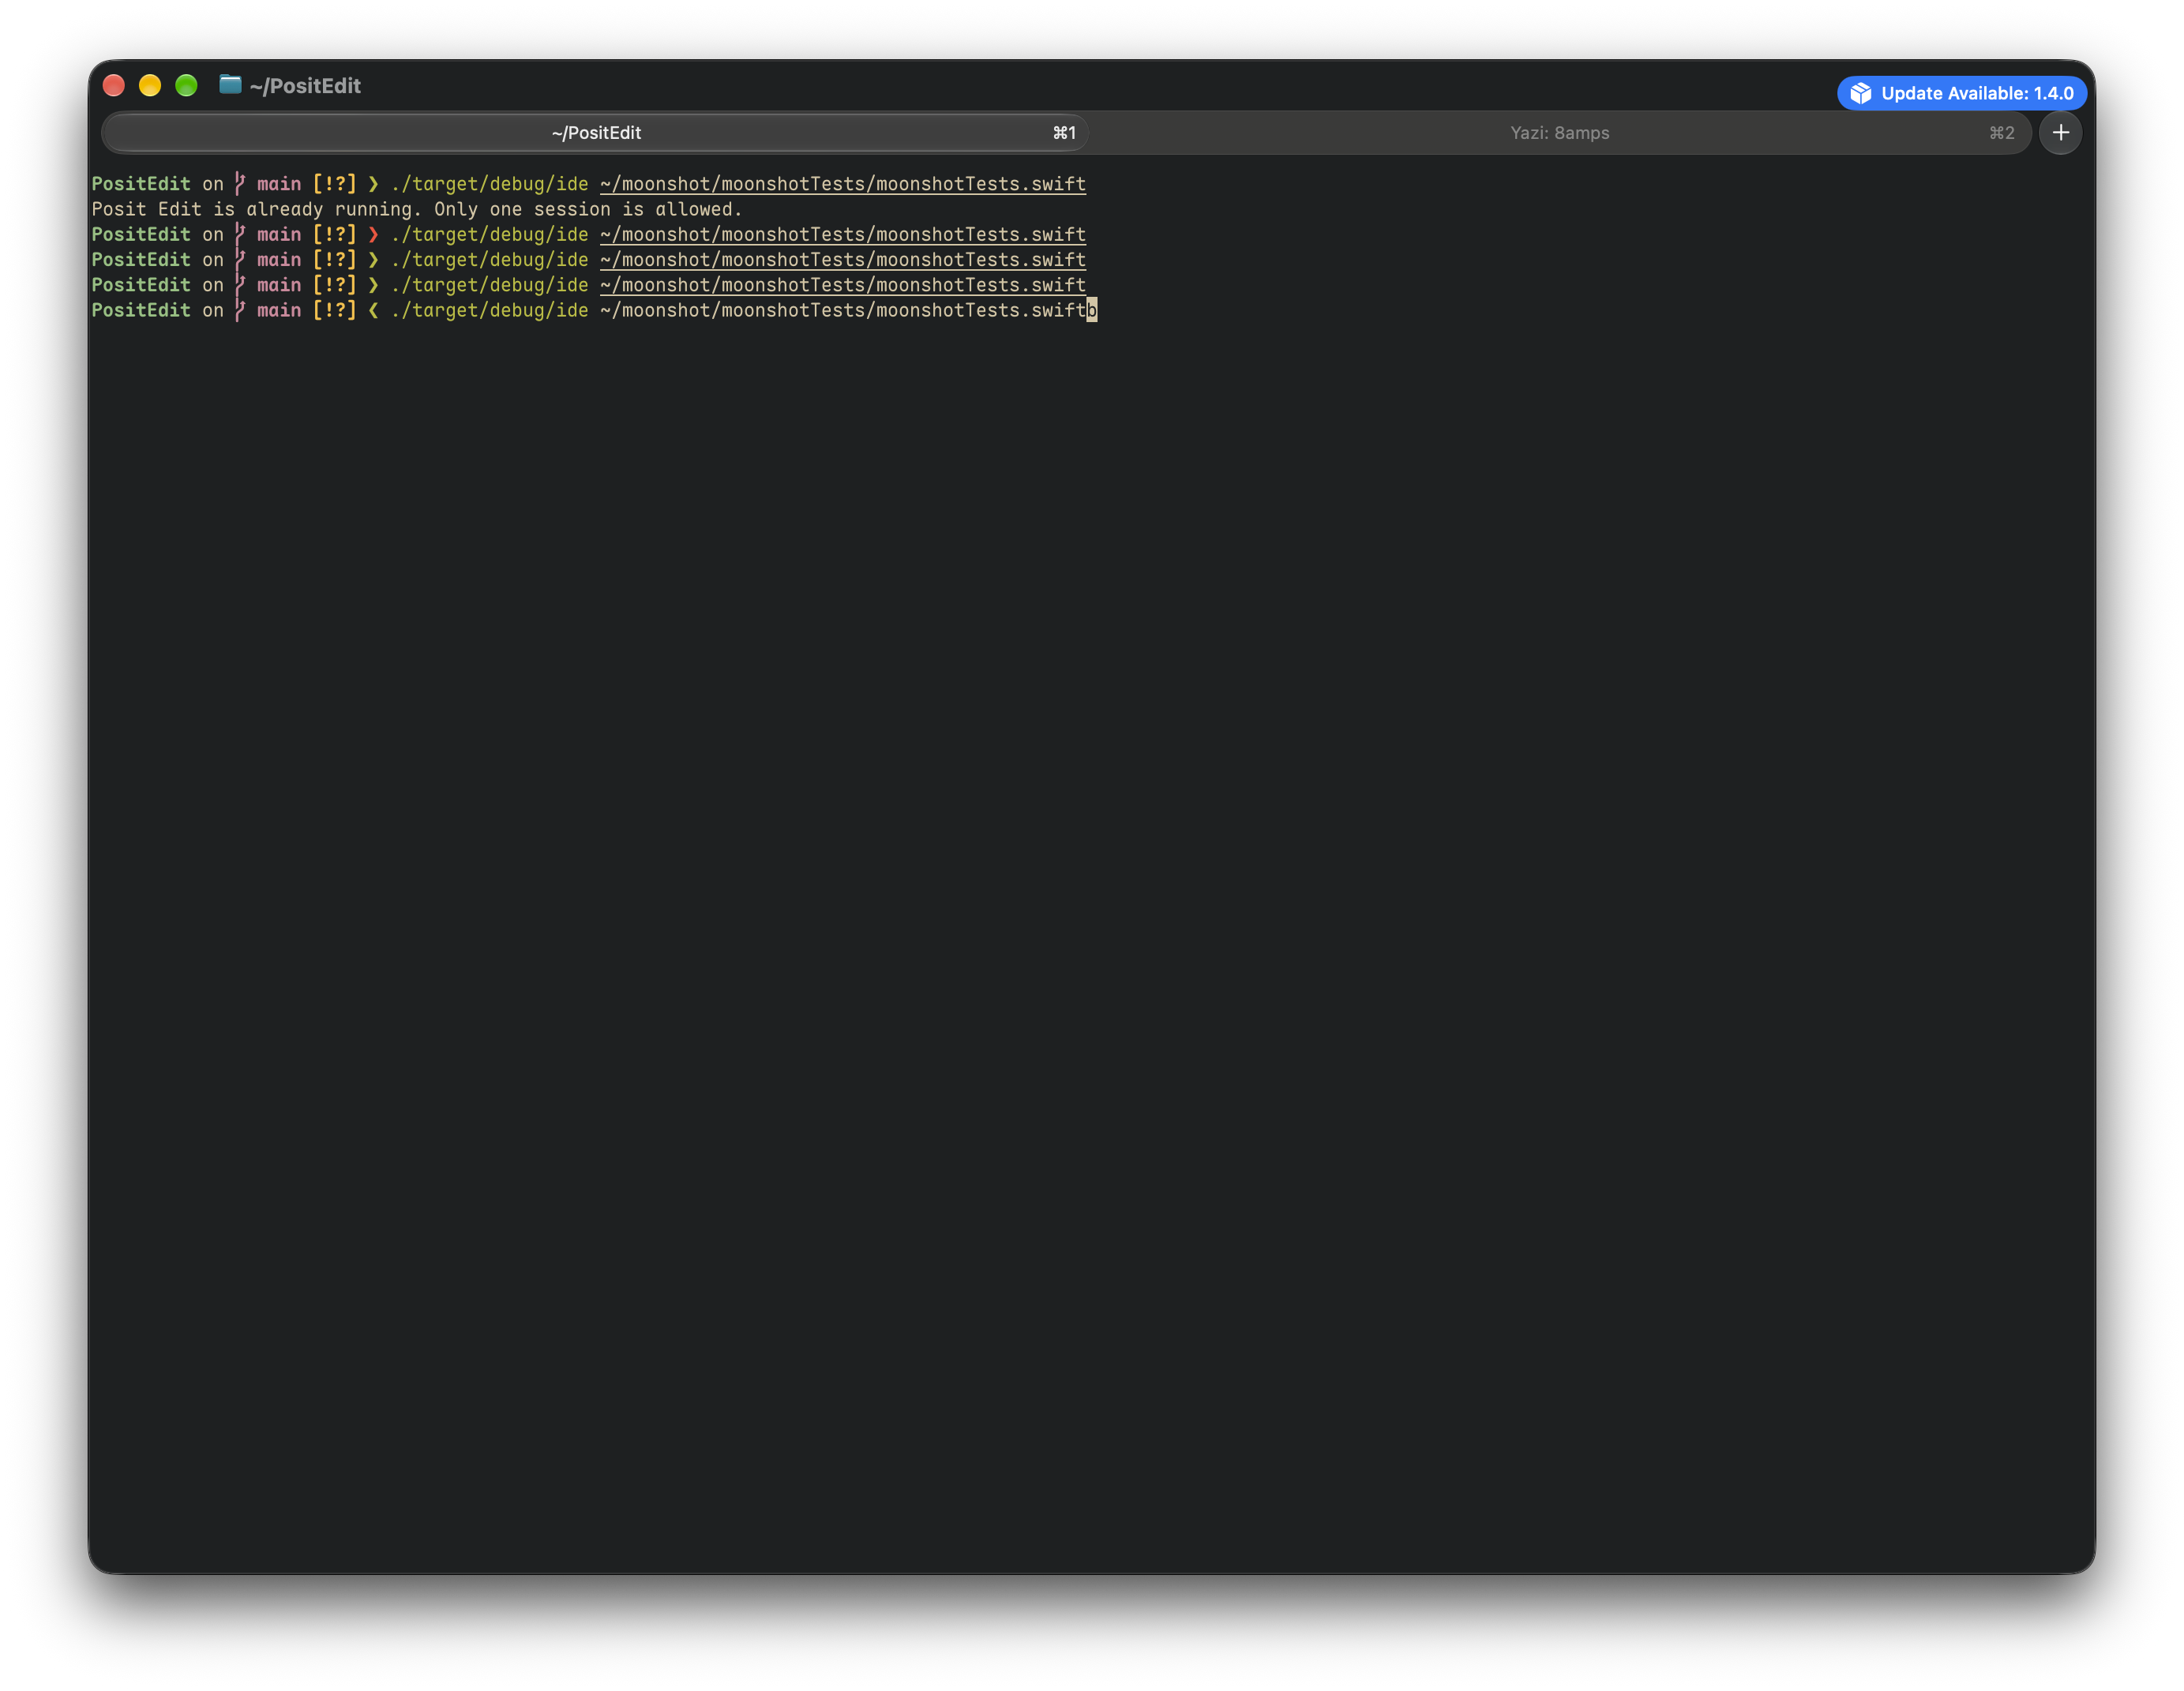 ~/PositEdit
Update Available: 1.4.0
~/PositEdit ⌘1
Yazi: 8amps ⌘2 +
PositEdit on main [!?] ❯ ./target/debug/ide ~/moonshot/moonshotTests/moonshotTests.swift
Posit Edit is already running. Only one session is allowed.
PositEdit on main [!?] ❯ ./target/debug/ide ~/moonshot/moonshotTests/moonshotTests.swift
PositEdit on main [!?] ❯ ./target/debug/ide ~/moonshot/moonshotTests/moonshotTests.swift
PositEdit on main [!?] ❯ ./target/debug/ide ~/moonshot/moonshotTests/moonshotTests.swift
PositEdit on main [!?] ❮ ./target/debug/ide ~/moonshot/moonshotTests/moonshotTests.swiftb